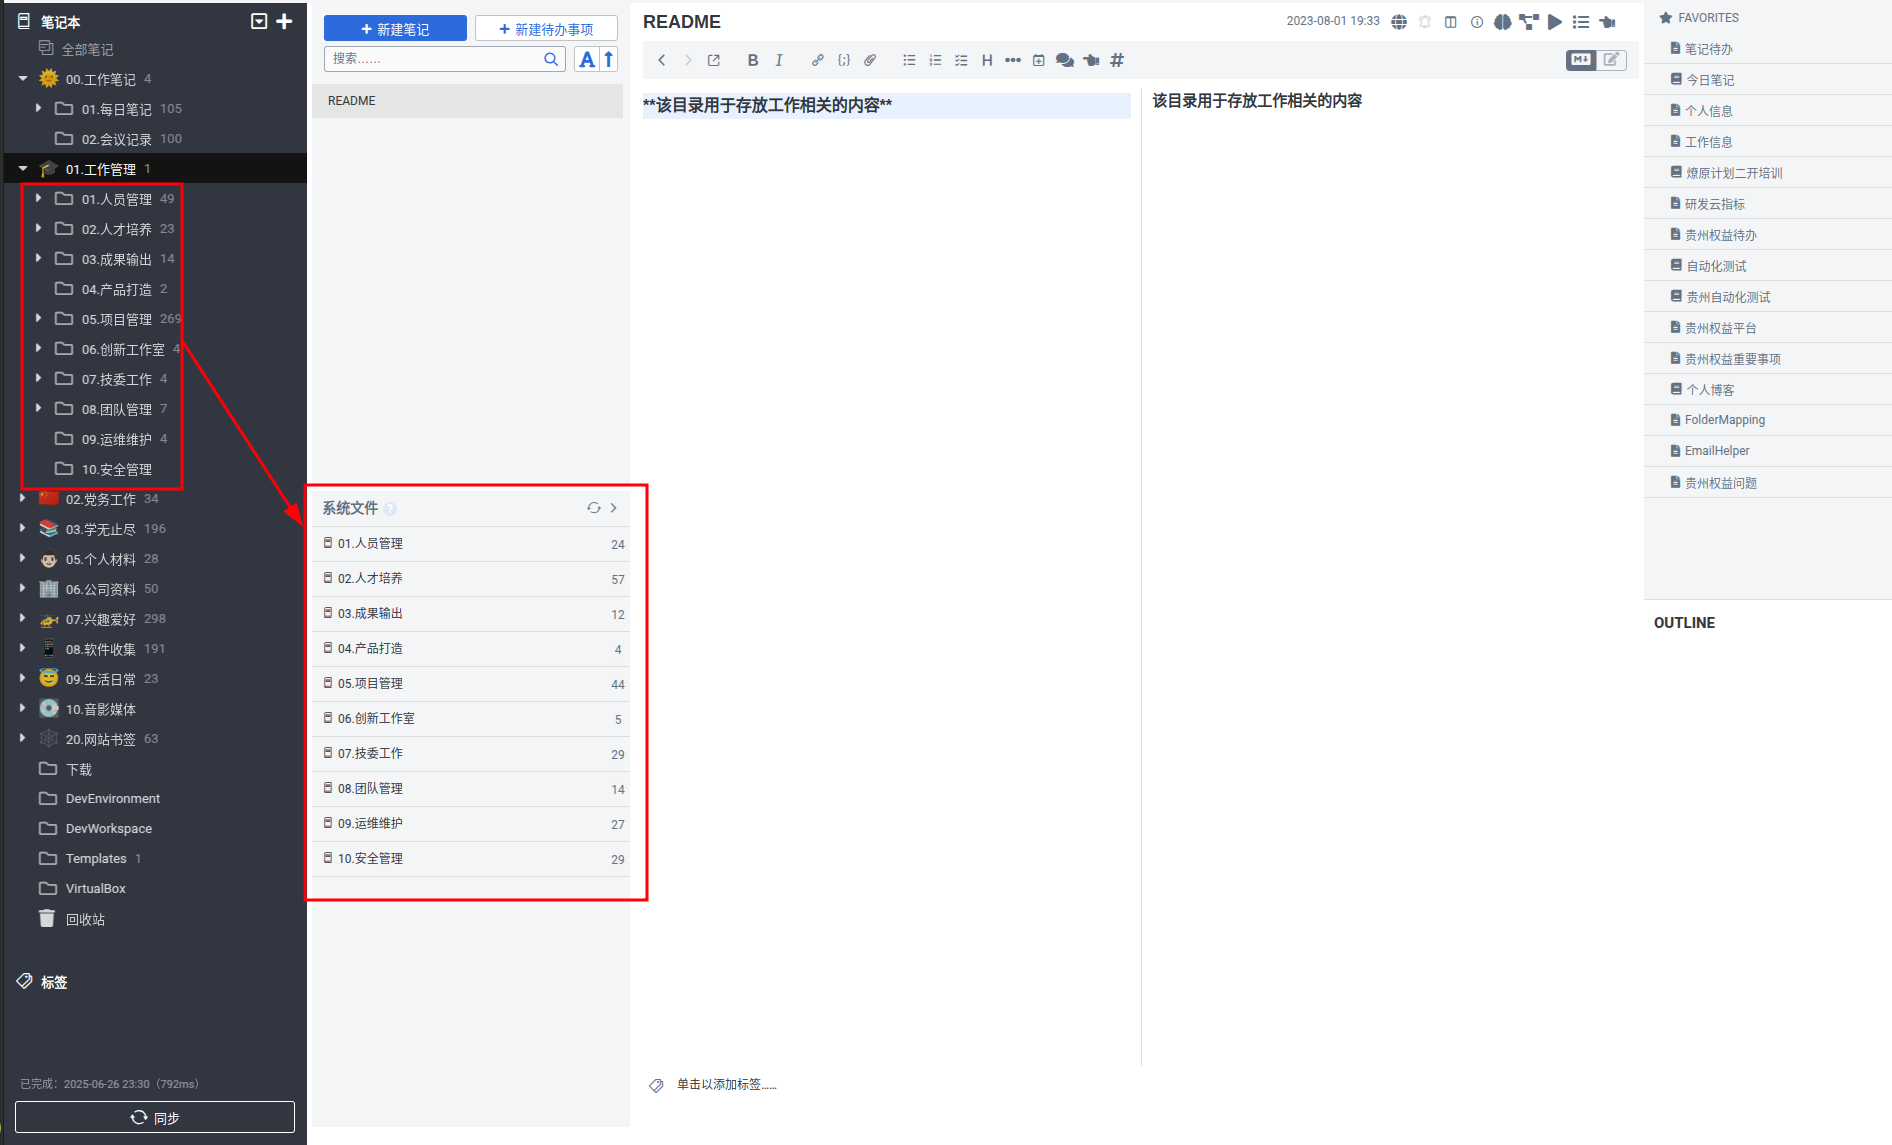 笔记本
全部笔记
00.工作笔记 4
01.每日笔记 105
02.会议记录 100
01.工作管理 1
01.人员管理 49
02.人才培养 23
03.成果输出 14
04.产品打造 2
05.项目管理 269
06.创新工作室 4
07.技委工作 4
08.团队管理 7
09.运维维护 4
10.安全管理
02.党务工作 34
03.学无止尽 196
05.个人材料 28
06.公司资料 50
07.兴趣爱好 298
08.软件收集 191
09.生活日常 23
10.音影媒体
20.网站书签 63
下载
DevEnvironment
DevWorkspace
Templates 1
VirtualBox
回收站
标签
已完成：2025-06-26 23:30（792ms）
同步
+ 新建笔记
+ 新建待办事项
搜索......
A
README
系统文件 ?
01.人员管理 24
02.人才培养 57
03.成果输出 12
04.产品打造 4
05.项目管理 44
06.创新工作室 5
07.技委工作 29
08.团队管理 14
09.运维维护 27
10.安全管理 29
README
2023-08-01 19:33
B I {;} H #
M↓
**该目录用于存放工作相关的内容**
该目录用于存放工作相关的内容
单击以添加标签......
FAVORITES
笔记待办
今日笔记
个人信息
工作信息
燎原计划二开培训
研发云指标
贵州权益待办
自动化测试
贵州自动化测试
贵州权益平台
贵州权益重要事项
个人博客
FolderMapping
EmailHelper
贵州权益问题
OUTLINE